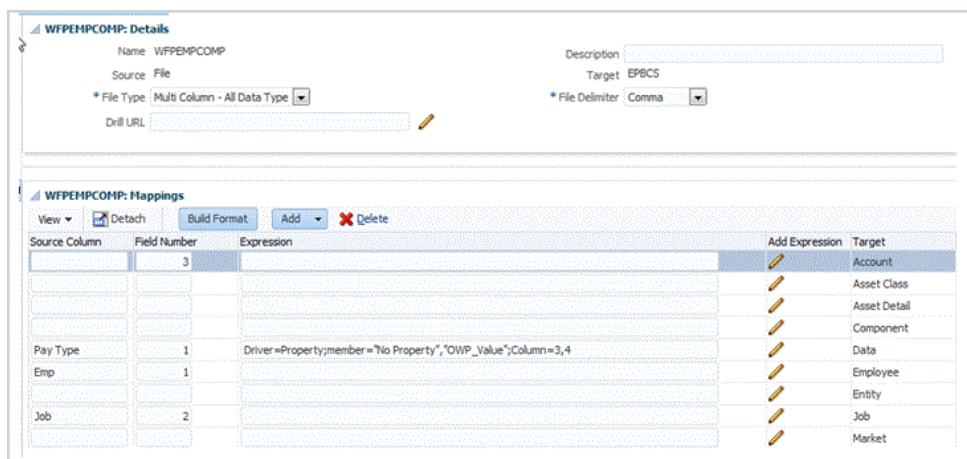 WFPEMPCOMP: Details
Name WFPEMPCOMP
Description
Source File
Target EPBCS
* File Type Multi Column - All Data Type
* File Delimiter Comma
Drill URL
WFPEMPCOMP: Mappings
View Detach Build Format Add Delete
Source Column Field Number Expression Add Expression Target
3 Account
Asset Class
Asset Detail
Component
Pay Type 1 Driver=Property;member="No Property","OWP_Value";Column=3,4 Data
Emp 1 Employee
Entity
Job 2 Job
Market